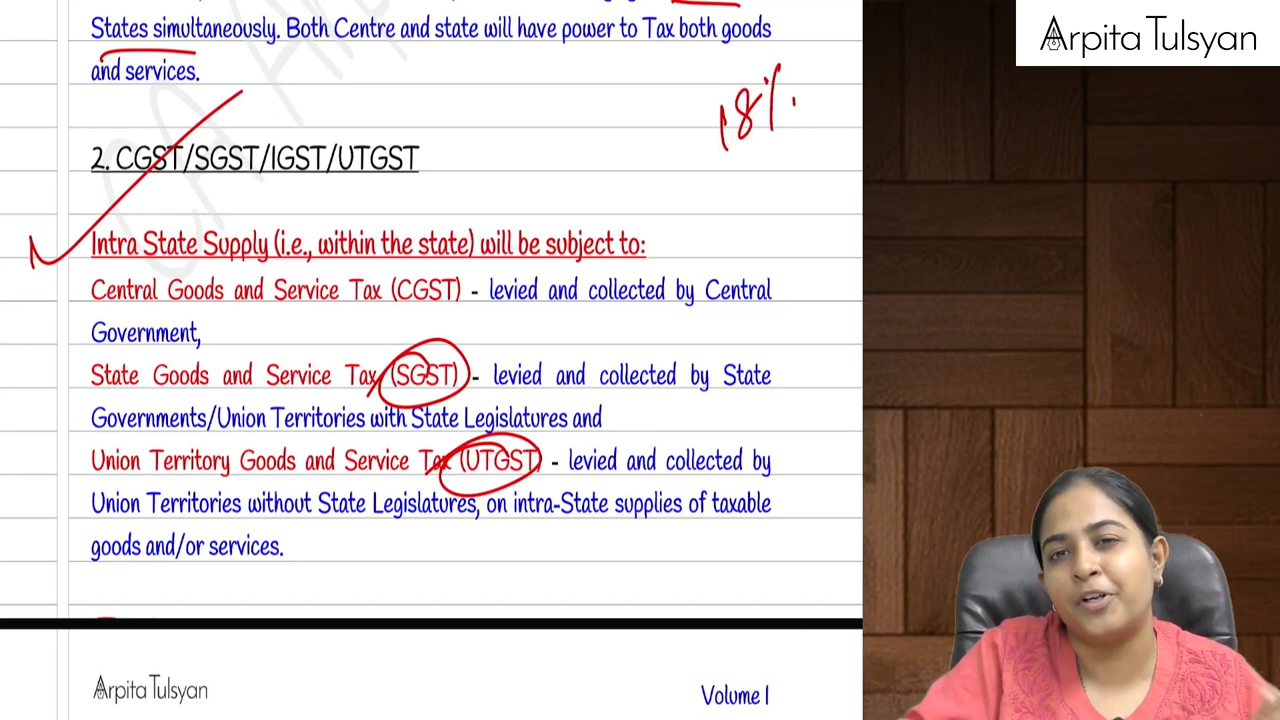 Arpita Tulsyan
States simultaneously. Both Centre and state will have power to Tax both goods
and services.
18%
2. CGST/SGST/IGST/UTGST
Intra State Supply (i.e., within the state) will be subject to:
Central Goods and Service Tax (CGST) - levied and collected by Central
Government,
State Goods and Service Tax (SGST) - levied and collected by State
Governments/Union Territories with State Legislatures and
Union Territory Goods and Service Tax (UTGST) - levied and collected by
Union Territories without State Legislatures, on intra-State supplies of taxable
goods and/or services.
Arpita Tulsyan
Volume 1